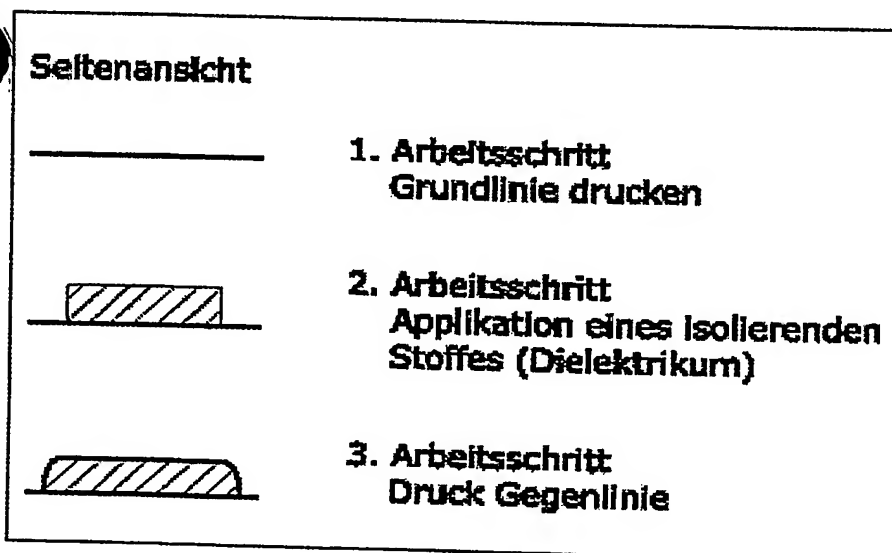 Seitenansicht
1. Arbeitsschritt
Grundlinie drucken
2. Arbeitsschritt
Applikation eines isolierenden
Stoffes (Dielektrikum)
3. Arbeitsschritt
Druck Gegenlinie